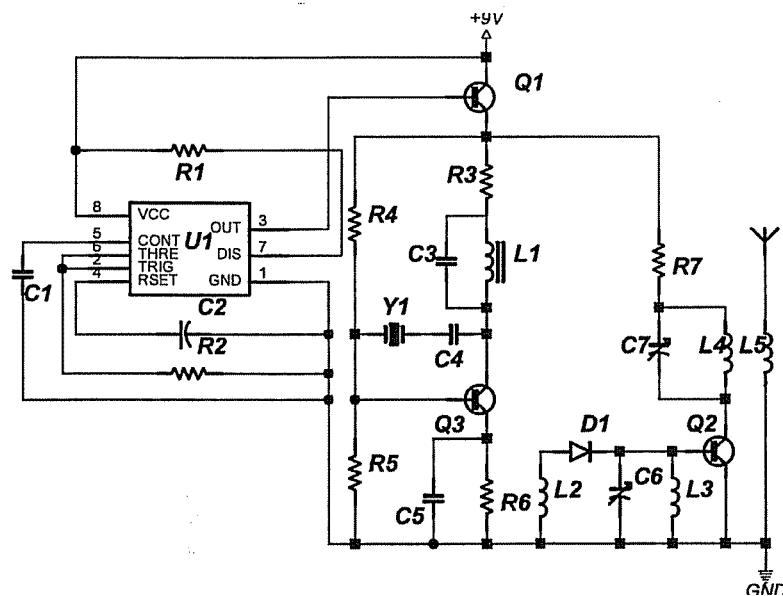 +9V
Q1
R1
R3
8
VCC
R4
OUT
3
U1
5
CONT
6
THRE
DIS
7
C3
L1
2
TRIG
R7
4
RSET
GND
1
C1
C2
Y1
R2
C4
C7
L4
L5
Q3
D1
Q2
R5
C6
L2
L3
C5
R6
GND